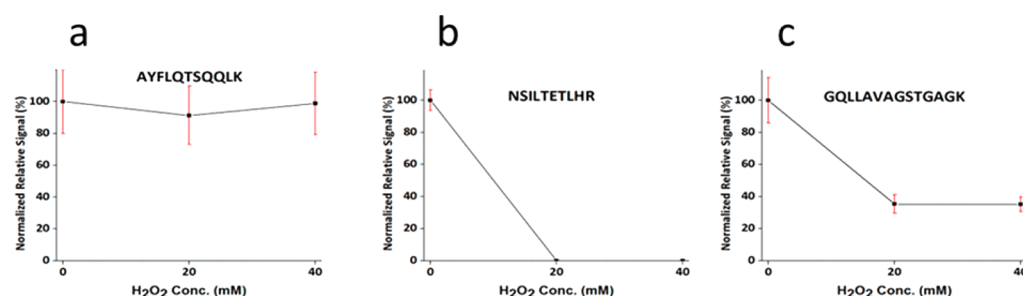 a
AYFLQTSQQLK
Normalized Relative Signal (%)
100
80
60
40
20
0
0 20 40
H₂O₂ Conc. (mM)
b
NSILTETLHR
Normalized Relative Signal (%)
100
80
60
40
20
0
0 20 40
H₂O₂ Conc. (mM)
c
GQLLAVAGSTGAGK
Normalized Relative Signal (%)
100
80
60
40
20
0
0 20 40
H₂O₂ Conc. (mM)